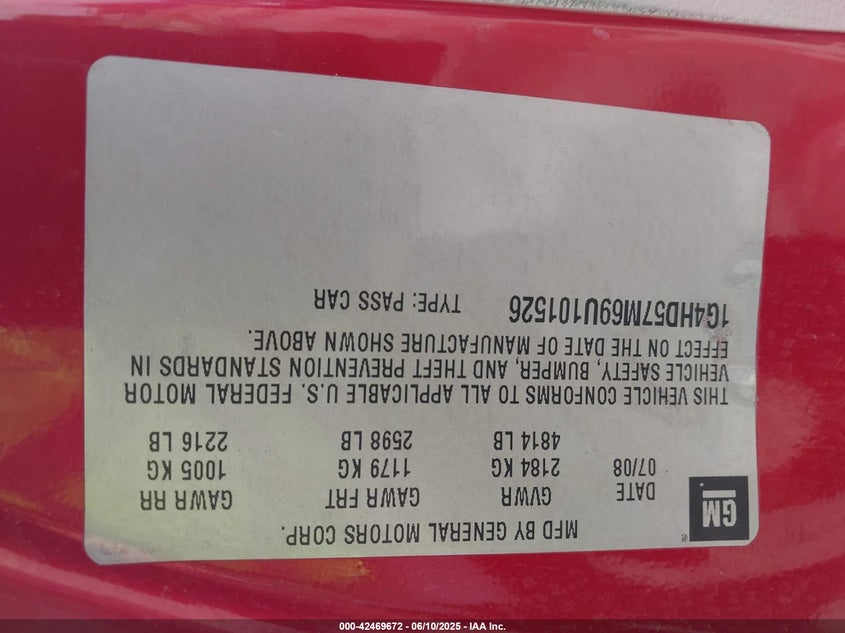 MFD BY GENERAL MOTORS CORP.
GM
DATE GVWR GAWR FRT GAWR RR
07/08 2184 KG 1179 KG 1005 KG
4814 LB 2598 LB 2216 LB
THIS VEHICLE CONFORMS TO ALL APPLICABLE U.S. FEDERAL MOTOR
VEHICLE SAFETY, BUMPER, AND THEFT PREVENTION STANDARDS IN
EFFECT ON THE DATE OF MANUFACTURE SHOWN ABOVE.
1G4HD57M69U101526 TYPE: PASS CAR
000-42469672 - 06/10/2025 - IAA Inc.